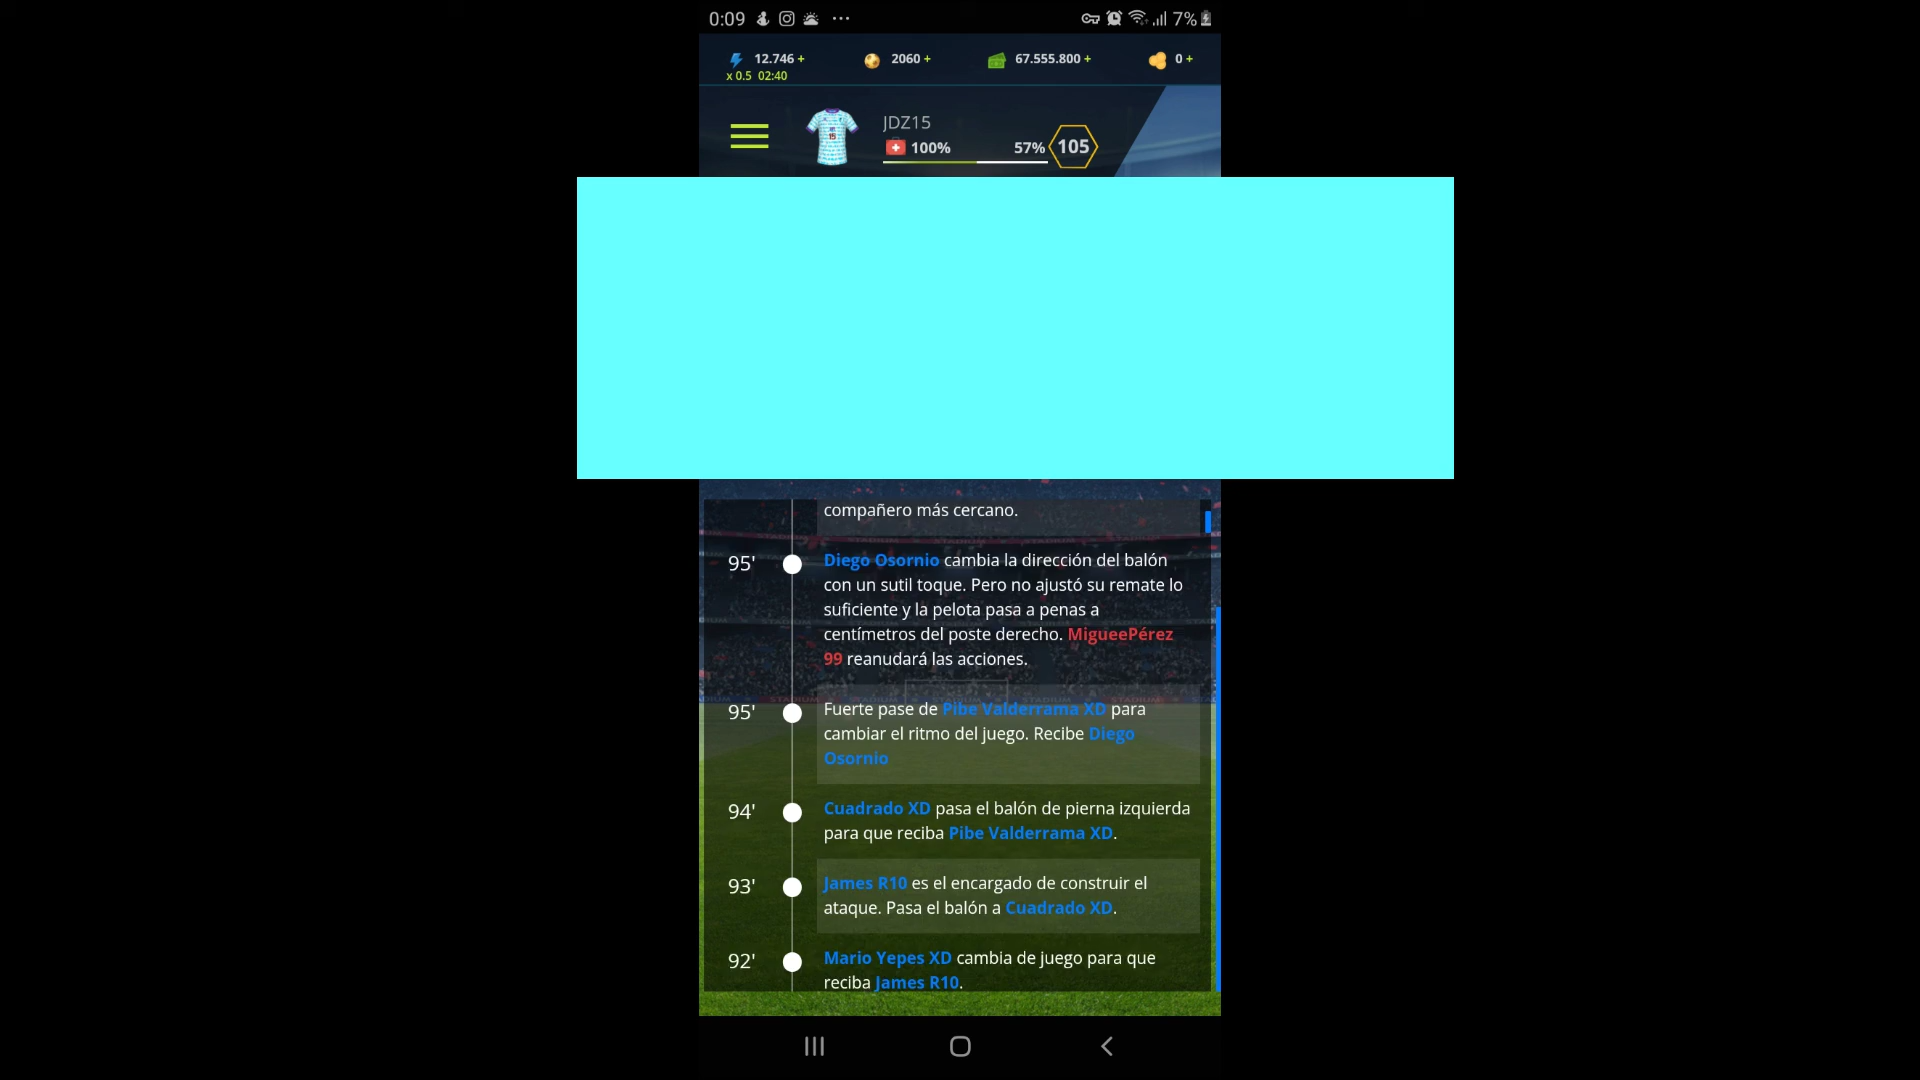 0:09 7%
12.746 + 2060 + 67.555.800 + 0 +
x 0.5 02:40
JDZ15
100% 57% 105
compañero más cercano.
95' Diego Osornio cambia la dirección del balón
con un sutil toque. Pero no ajustó su remate lo
suficiente y la pelota pasa a penas a
centímetros del poste derecho. MigueePérez
99 reanudará las acciones.
95' Fuerte pase de Pibe Valderrama XD para
cambiar el ritmo del juego. Recibe Diego
Osornio
94' Cuadrado XD pasa el balón de pierna izquierda
para que reciba Pibe Valderrama XD.
93' James R10 es el encargado de construir el
ataque. Pasa el balón a Cuadrado XD.
92' Mario Yepes XD cambia de juego para que
reciba James R10.